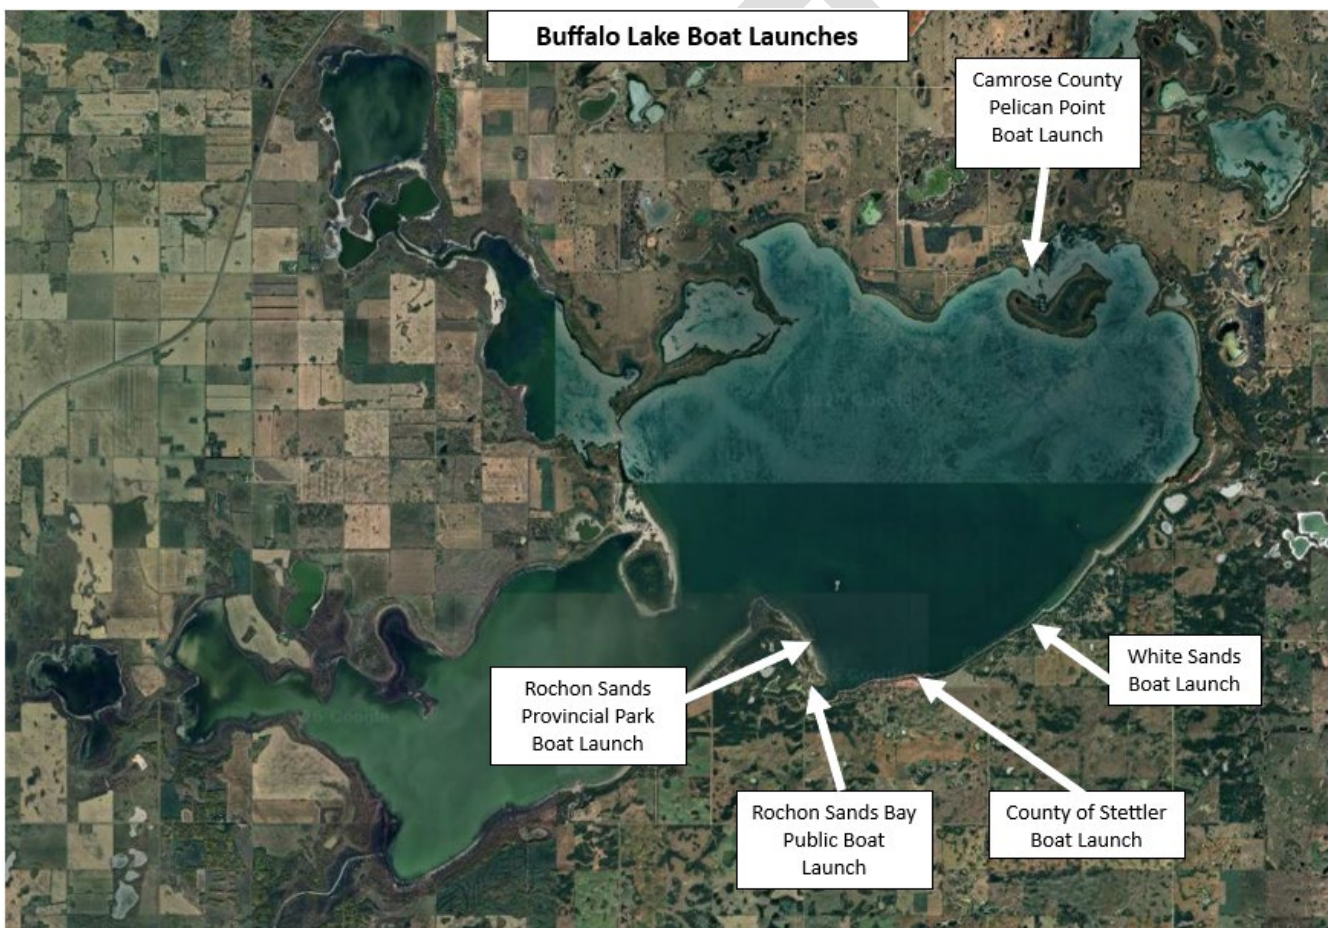 Buffalo Lake Boat Launches
Camrose County
Pelican Point
Boat Launch
White Sands
Boat Launch
Rochon Sands
Provincial Park
Boat Launch
Rochon Sands Bay
Public Boat
Launch
County of Stettler
Boat Launch